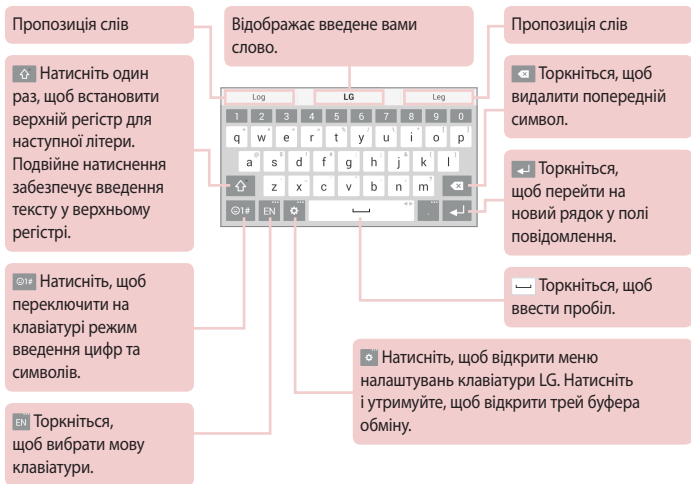 Пропозиція слів
Відображає введене вами
слово.
Пропозиція слів
Натисніть один
раз, щоб встановити
верхній регістр для
наступної літери.
Подвійне натиснення
забезпечує введення
тексту у верхньому
регістрі.
Торкніться, щоб
видалити попередній
символ.
Log LG Leg
1 2 3 4 5 6 7 8 9 0
q w e r t y u i o p
a s d f g h j k l
z x c v b n m
☺1# EN
Торкніться,
щоб перейти на
новий рядок у полі
повідомлення.
☺1# Натисніть, щоб
переключити на
клавіатурі режим
введення цифр та
символів.
Торкніться, щоб
ввести пробіл.
Натисніть, щоб відкрити меню
налаштувань клавіатури LG. Натисніть
і утримуйте, щоб відкрити трей буфера
обміну.
EN Торкніться,
щоб вибрати мову
клавіатури.